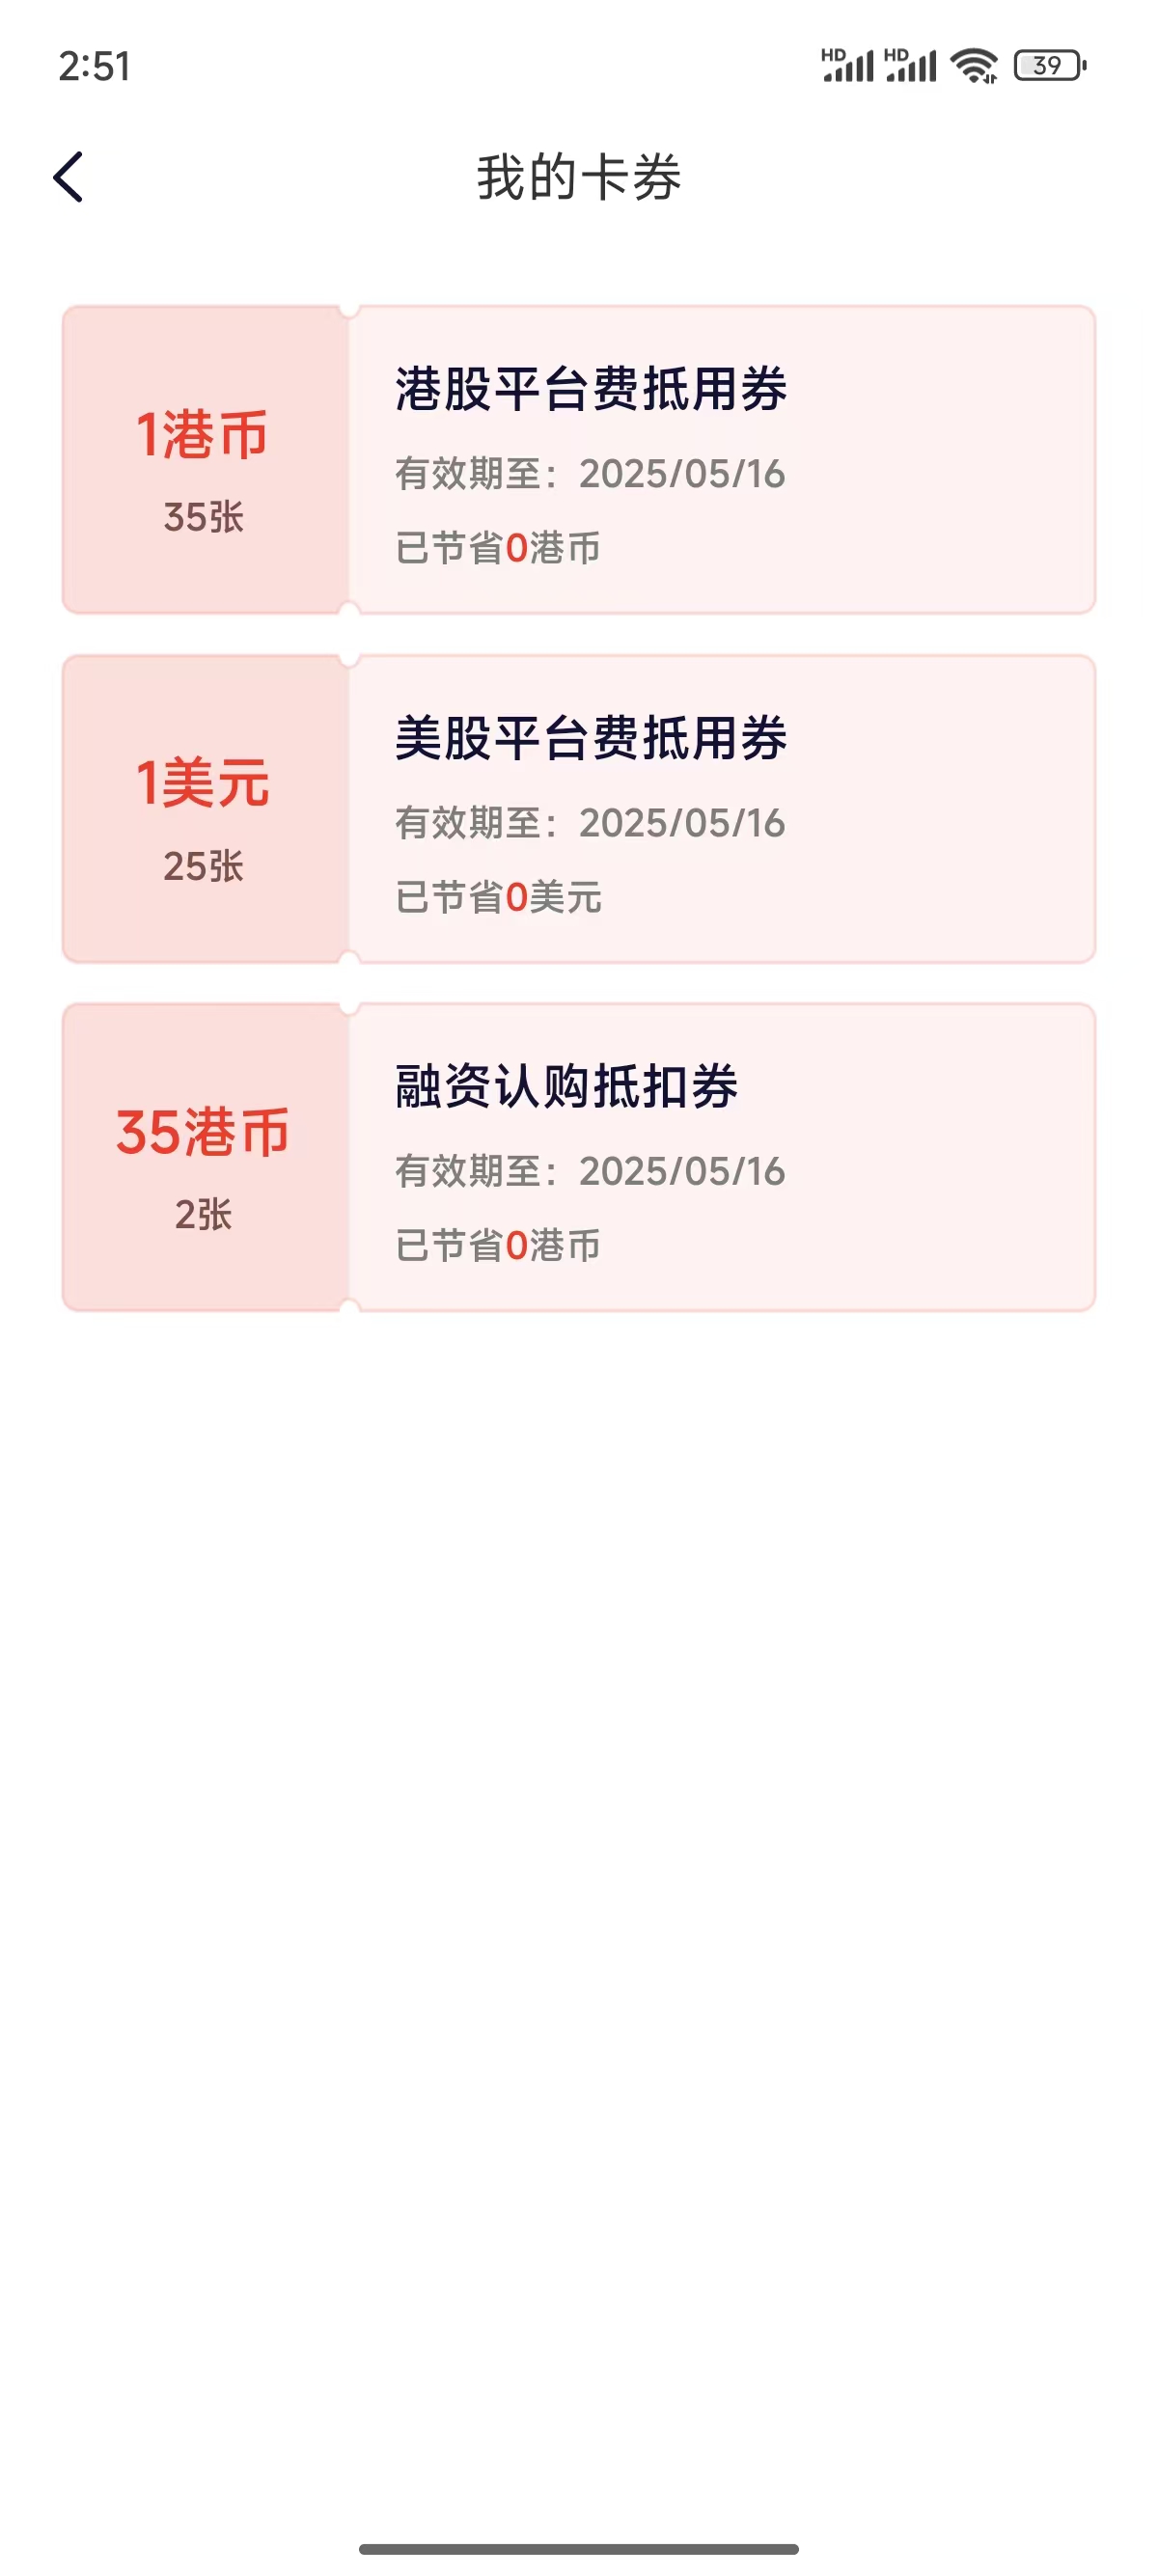 2:51
HD HD 39
我的卡券
1港币
35张
港股平台费抵用券
有效期至：2025/05/16
已节省0港币
1美元
25张
美股平台费抵用券
有效期至：2025/05/16
已节省0美元
35港币
2张
融资认购抵扣券
有效期至：2025/05/16
已节省0港币